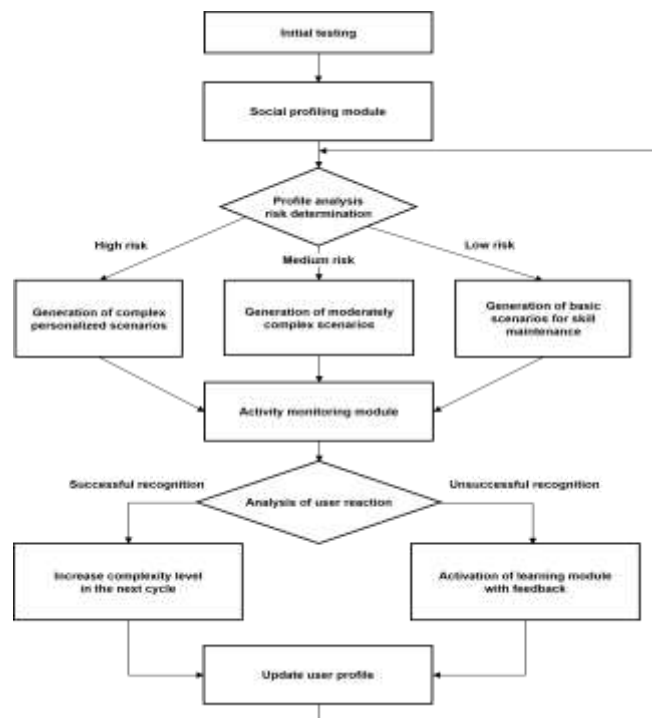 Initial testing
Social profiling module
Profile analysis
risk determination
High risk
Medium risk
Low risk
Generation of complex
personalized scenarios
Generation of moderately
complex scenarios
Generation of basic
scenarios for skill
maintenance
Activity monitoring module
Successful recognition
Analysis of user reaction
Unsuccessful recognition
Increase complexity level
in the next cycle
Activation of learning module
with feedback
Update user profile